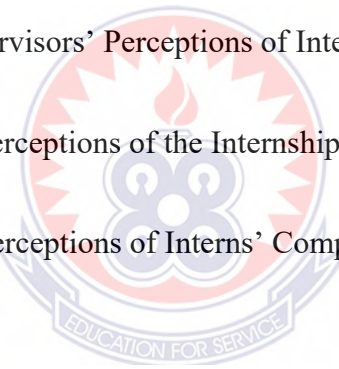 rvisors’ Perceptions of Inte
erceptions of the Internship
erceptions of Interns’ Comp
EDUCATION FOR SERVICE